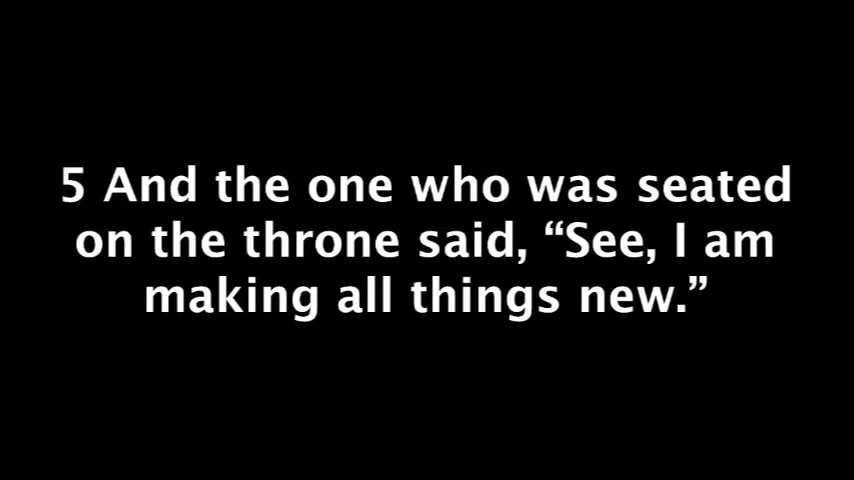 5 And the one who was seated
on the throne said, “See, I am
making all things new.”